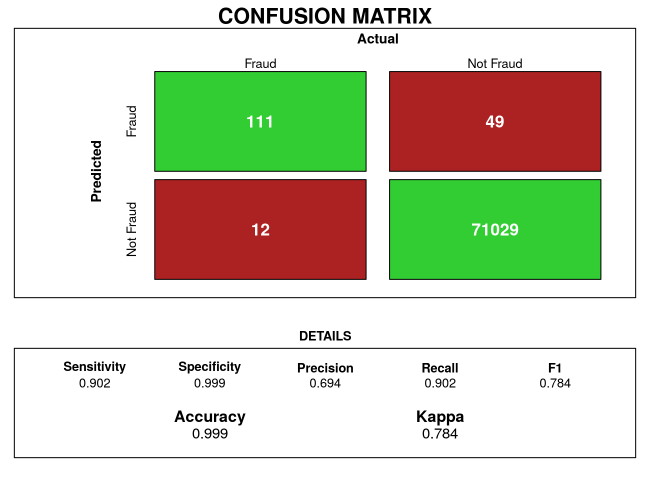 CONFUSION MATRIX
Actual
Fraud Not Fraud
Predicted
Fraud
111 49
Not Fraud
12 71029
DETAILS
Sensitivity Specificity Precision Recall F1
0.902 0.999 0.694 0.902 0.784
Accuracy Kappa
0.999 0.784